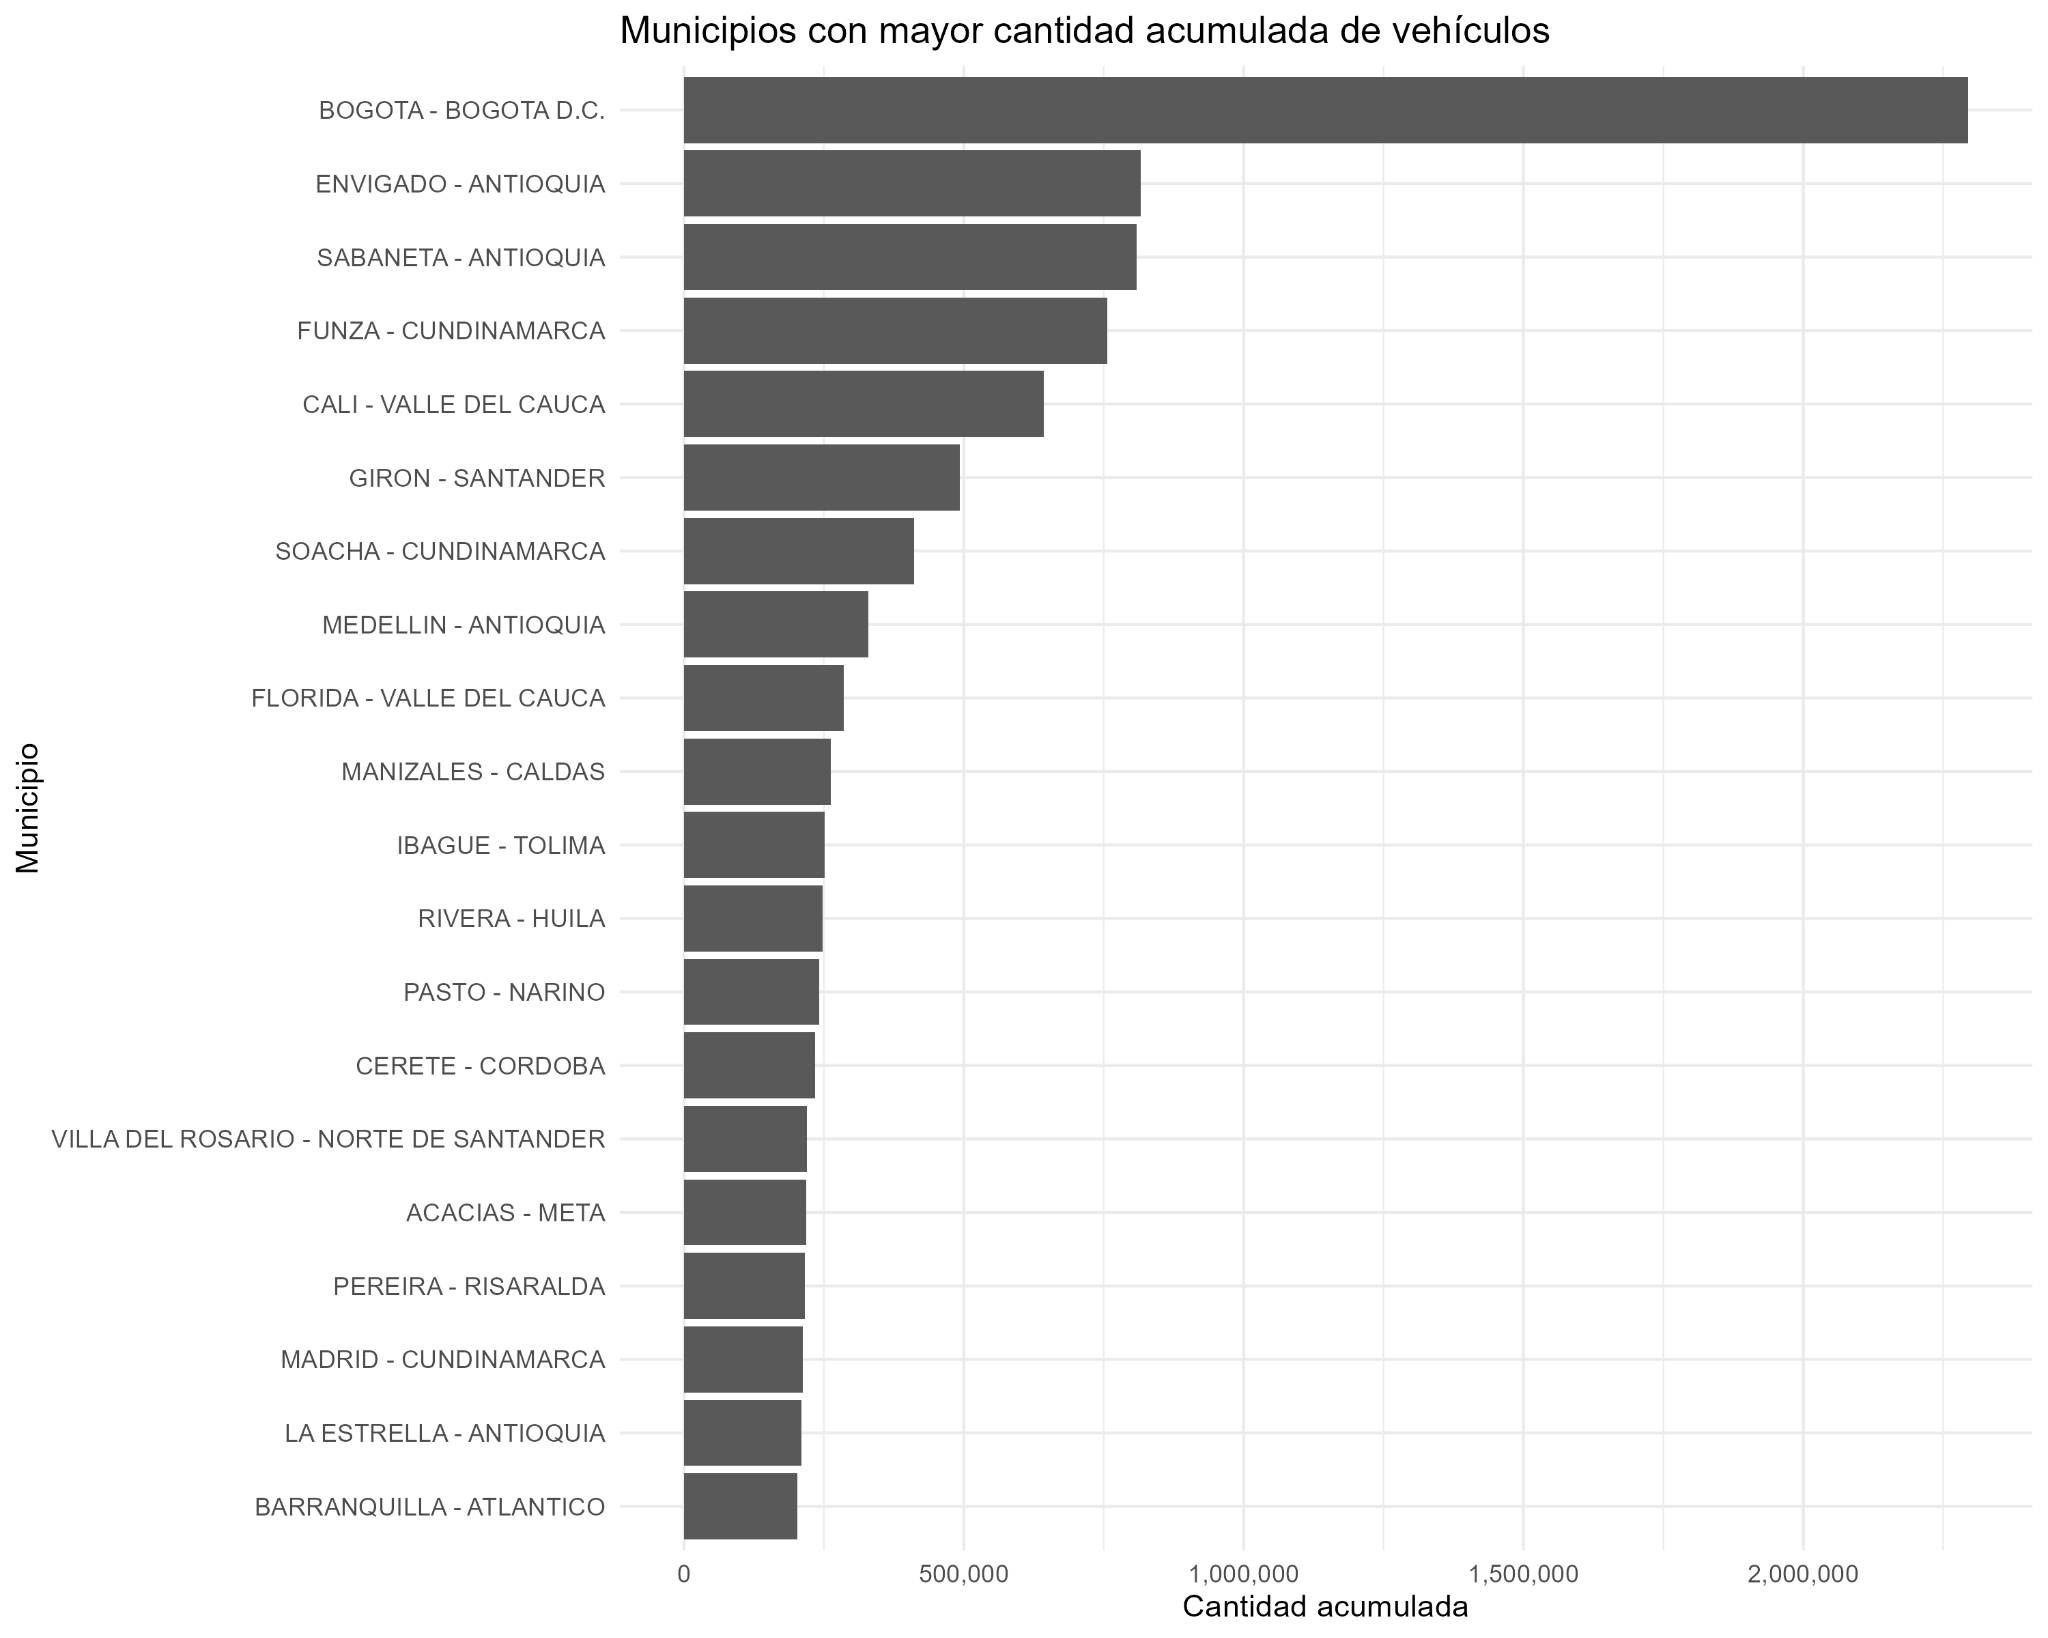 Municipios con mayor cantidad acumulada de vehículos
Municipio
BOGOTA - BOGOTA D.C.
ENVIGADO - ANTIOQUIA
SABANETA - ANTIOQUIA
FUNZA - CUNDINAMARCA
CALI - VALLE DEL CAUCA
GIRON - SANTANDER
SOACHA - CUNDINAMARCA
MEDELLIN - ANTIOQUIA
FLORIDA - VALLE DEL CAUCA
MANIZALES - CALDAS
IBAGUE - TOLIMA
RIVERA - HUILA
PASTO - NARINO
CERETE - CORDOBA
VILLA DEL ROSARIO - NORTE DE SANTANDER
ACACIAS - META
PEREIRA - RISARALDA
MADRID - CUNDINAMARCA
LA ESTRELLA - ANTIOQUIA
BARRANQUILLA - ATLANTICO
0 500,000 1,000,000 1,500,000 2,000,000
Cantidad acumulada